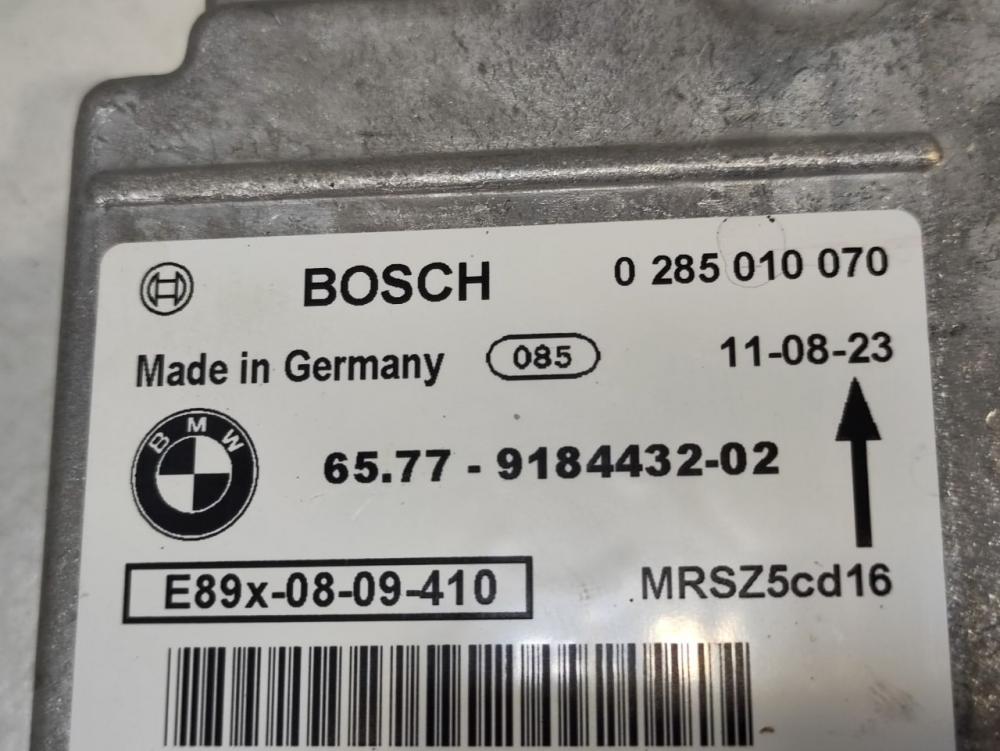 BOSCH 0 285 010 070
Made in Germany 085 11-08-23
BMW
65.77 - 9184432-02
E89x-08-09-410 MRSZ5cd16